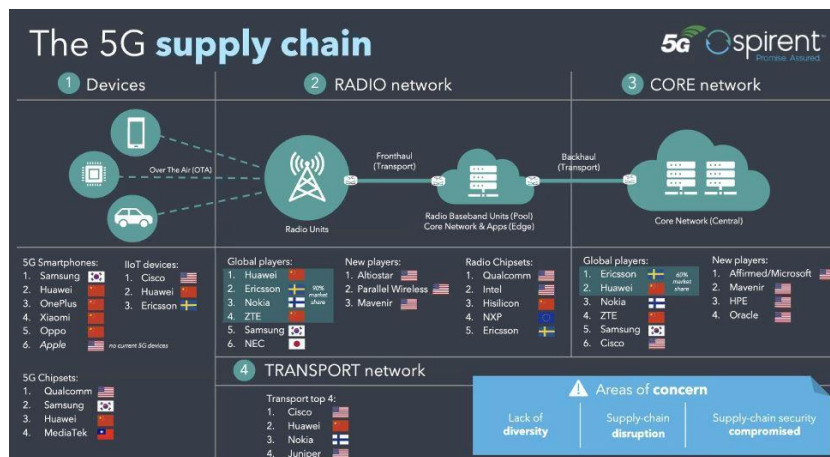 The 5G supply chain
5G spirent™
Promise. Assured.
1 Devices
2 RADIO network
3 CORE network
Over The Air (OTA)
Fronthaul
(Transport)
Backhaul
(Transport)
Radio Units
Radio Baseband Units (Pool)
Core Network & Apps (Edge)
Core Network (Central)
5G Smartphones:
1. Samsung
2. Huawei
3. OnePlus
4. Xiaomi
5. Oppo
6. Apple no current 5G devices
IIoT devices:
1. Cisco
2. Huawei
3. Ericsson
5G Chipsets:
1. Qualcomm
2. Samsung
3. Huawei
4. MediaTek
Global players:
1. Huawei
2. Ericsson
3. Nokia
4. ZTE
5. Samsung
6. NEC
90%
market
share
New players:
1. Altiostar
2. Parallel Wireless
3. Mavenir
Radio Chipsets:
1. Qualcomm
2. Intel
3. Hisilicon
4. NXP
5. Ericsson
Global players:
1. Ericsson
2. Huawei
3. Nokia
4. ZTE
5. Samsung
6. Cisco
60%
market
share
New players:
1. Affirmed/Microsoft
2. Mavenir
3. HPE
4. Oracle
4 TRANSPORT network
Transport top 4:
1. Cisco
2. Huawei
3. Nokia
4. Juniper
Areas of concern
Lack of
diversity
Supply-chain
disruption
Supply-chain security
compromised